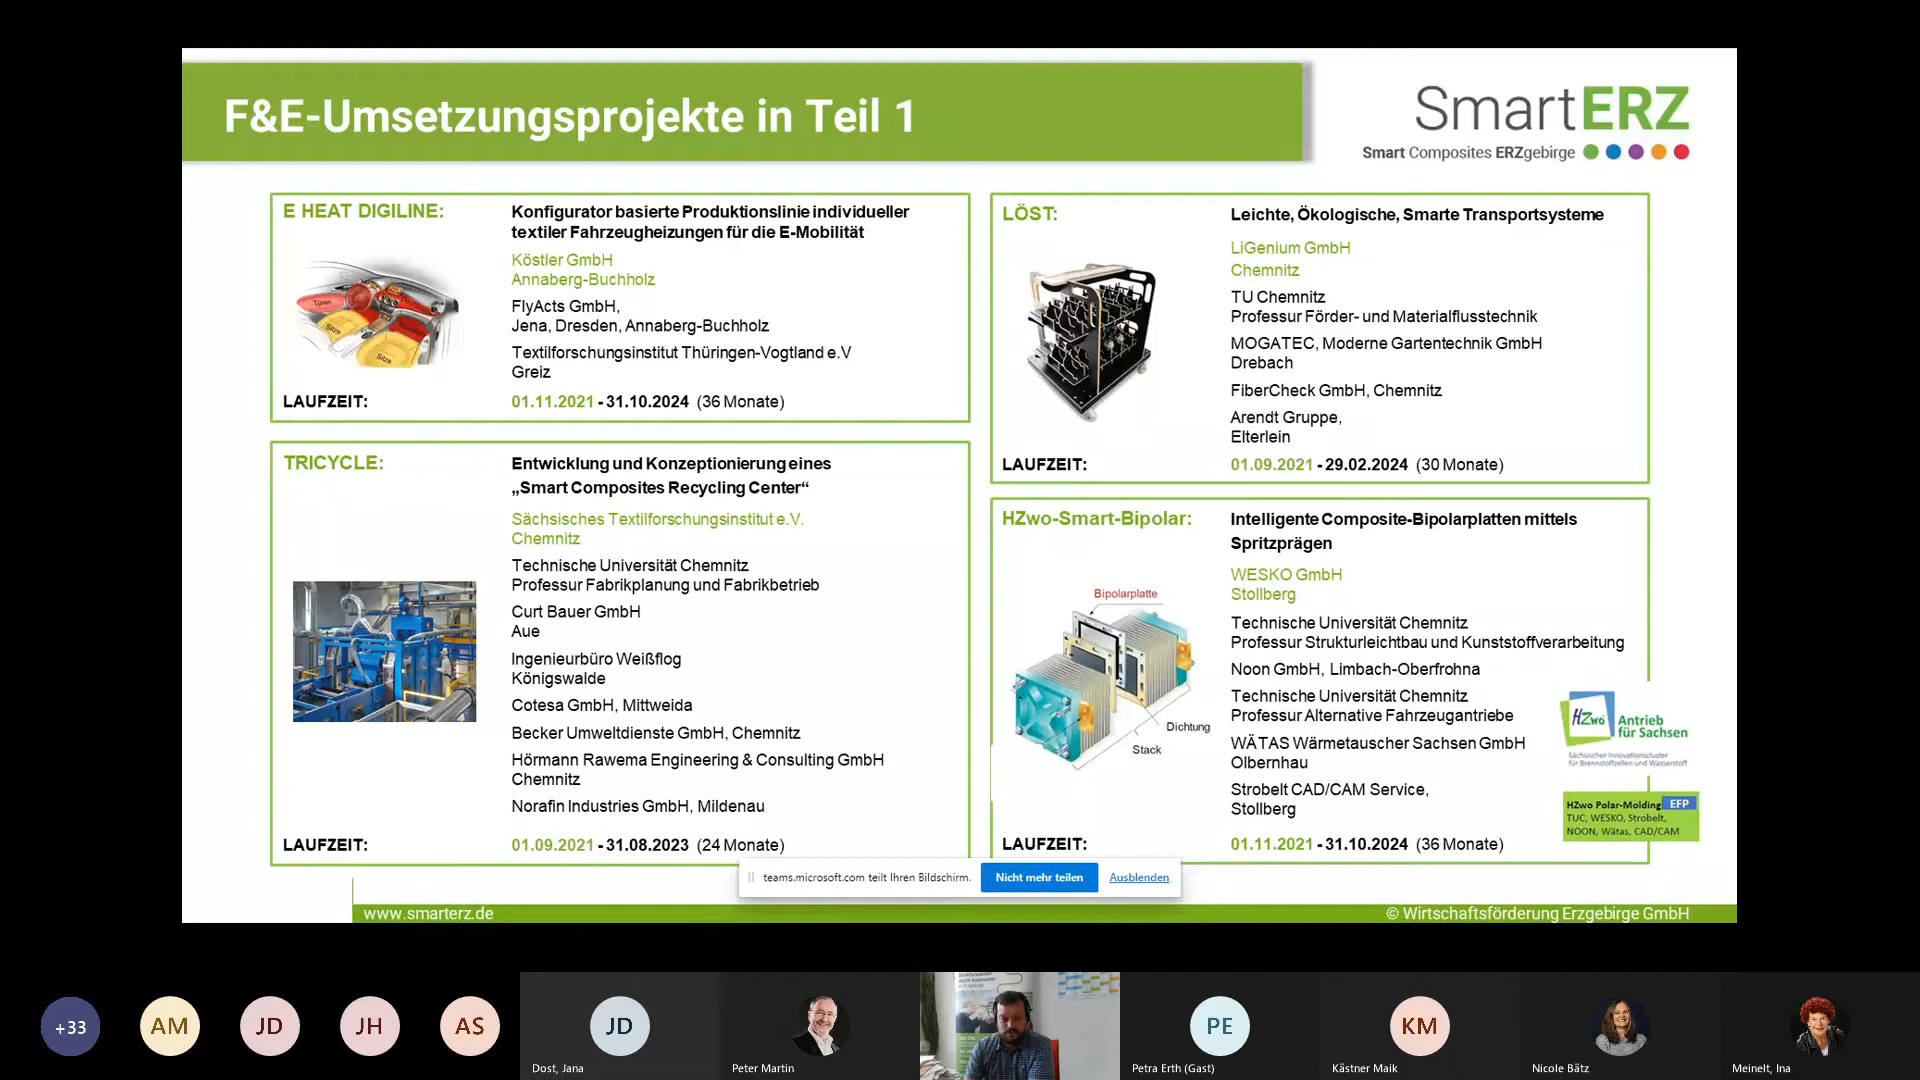 F&E-Umsetzungsprojekte in Teil 1
SmartERZ
Smart Composites ERZgebirge
E HEAT DIGILINE:
Konfigurator basierte Produktionslinie individueller
textiler Fahrzeugheizungen für die E-Mobilität
Köstler GmbH
Annaberg-Buchholz
FlyActs GmbH,
Jena, Dresden, Annaberg-Buchholz
Textilforschungsinstitut Thüringen-Vogtland e.V
Greiz
Türen
Sitze
Sitze
LAUFZEIT:
01.11.2021 - 31.10.2024 (36 Monate)
TRICYCLE:
Entwicklung und Konzeptionierung eines
„Smart Composites Recycling Center“
Sächsisches Textilforschungsinstitut e.V.
Chemnitz
Technische Universität Chemnitz
Professur Fabrikplanung und Fabrikbetrieb
Curt Bauer GmbH
Aue
Ingenieurbüro Weißflog
Königswalde
Cotesa GmbH, Mittweida
Becker Umweltdienste GmbH, Chemnitz
Hörmann Rawema Engineering & Consulting GmbH
Chemnitz
Norafin Industries GmbH, Mildenau
LAUFZEIT:
01.09.2021 - 31.08.2023 (24 Monate)
LÖST:
Leichte, Ökologische, Smarte Transportsysteme
LiGenium GmbH
Chemnitz
TU Chemnitz
Professur Förder- und Materialflusstechnik
MOGATEC, Moderne Gartentechnik GmbH
Drebach
FiberCheck GmbH, Chemnitz
Arendt Gruppe,
Elterlein
LAUFZEIT:
01.09.2021 - 29.02.2024 (30 Monate)
HZwo-Smart-Bipolar:
Intelligente Composite-Bipolarplatten mittels
Spritzprägen
WESKO GmbH
Stollberg
Technische Universität Chemnitz
Professur Strukturleichtbau und Kunststoffverarbeitung
Noon GmbH, Limbach-Oberfrohna
Technische Universität Chemnitz
Professur Alternative Fahrzeugantriebe
WÄTAS Wärmetauscher Sachsen GmbH
Olbernhau
Strobelt CAD/CAM Service,
Stollberg
Bipolarplatte
Dichtung
Stack
HZwo Antrieb
für Sachsen
Sächsischer Innovationscluster
für Brennstoffzellen und Wasserstoff
HZwo Polar-Molding EFP
TUC, WESKO, Strobelt,
NOON, Wätas, CAD/CAM
LAUFZEIT:
01.11.2021 - 31.10.2024 (36 Monate)
teams.microsoft.com teilt Ihren Bildschirm.
Nicht mehr teilen
Ausblenden
www.smarterz.de
© Wirtschaftsförderung Erzgebirge GmbH
+33
AM
JD
JH
AS
JD
PE
KM
Dost, Jana
Peter Martin
Petra Erth (Gast)
Kästner Maik
Nicole Bätz
Meinelt, Ina